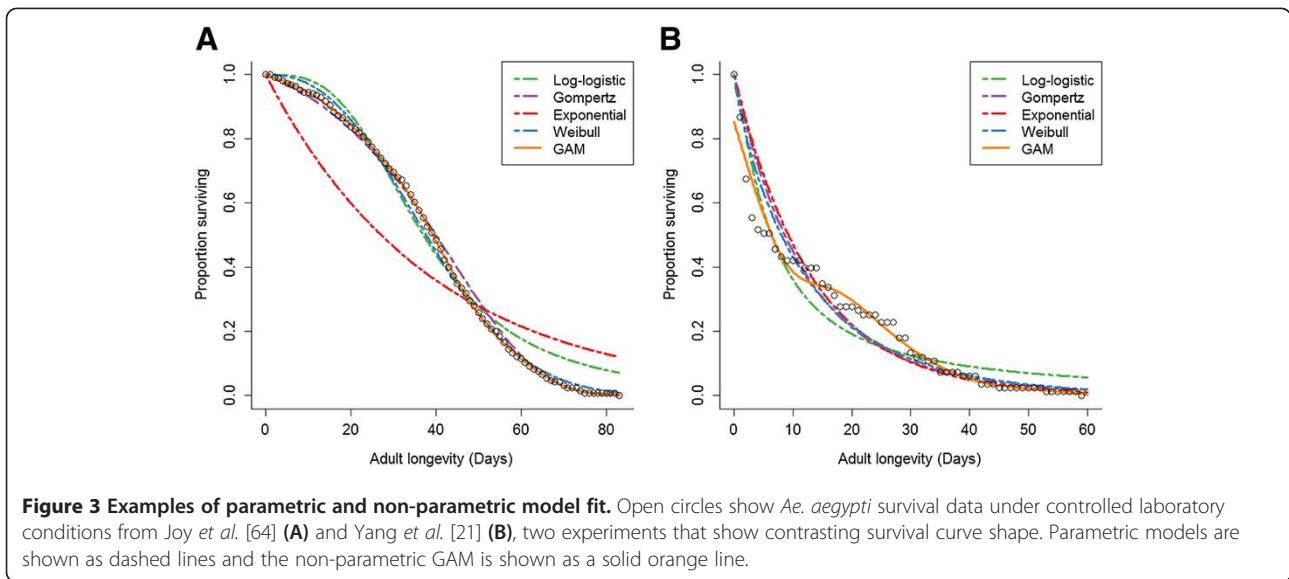 A
B
Log-logistic
Gompertz
Exponential
Weibull
GAM
Log-logistic
Gompertz
Exponential
Weibull
GAM
Proportion surviving
1.0
0.8
0.6
0.4
0.2
0.0
0 20 40 60 80
Adult longevity (Days)
Proportion surviving
1.0
0.8
0.6
0.4
0.2
0.0
0 10 20 30 40 50 60
Adult longevity (Days)
Figure 3 Examples of parametric and non-parametric model fit. Open circles show Ae. aegypti survival data under controlled laboratory
conditions from Joy et al. [64] (A) and Yang et al. [21] (B), two experiments that show contrasting survival curve shape. Parametric models are
shown as dashed lines and the non-parametric GAM is shown as a solid orange line.